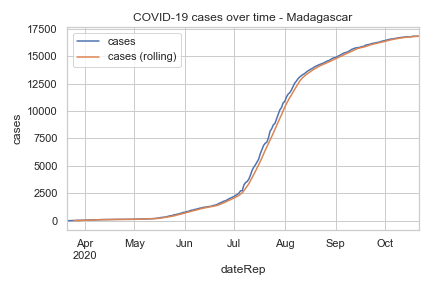 COVID-19 cases over time - Madagascar
cases
cases (rolling)
17500
15000
12500
10000
7500
5000
2500
0
cases
Apr
2020
May
Jun
Jul
Aug
Sep
Oct
dateRep